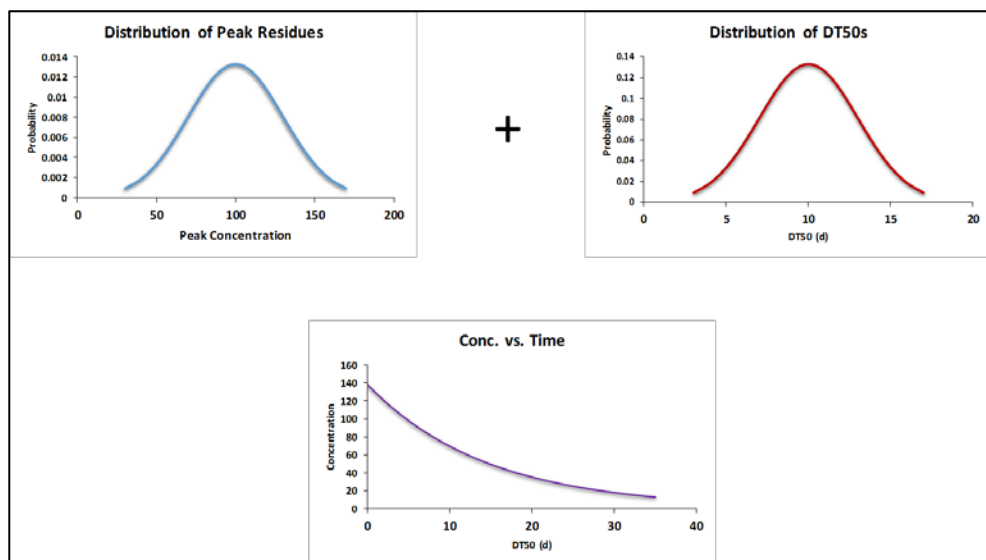 Distribution of Peak Residues
0.014
0.012
0.01
0.008
0.006
0.004
0.002
0
Probability
0 50 100 150 200
Peak Concentration
+
Distribution of DT50s
0.14
0.12
0.1
0.08
0.06
0.04
0.02
0
Probability
0 5 10 15 20
DT50 (d)
Conc. vs. Time
160
140
120
100
80
60
40
20
0
Concentration
0 10 20 30 40
DT50 (d)